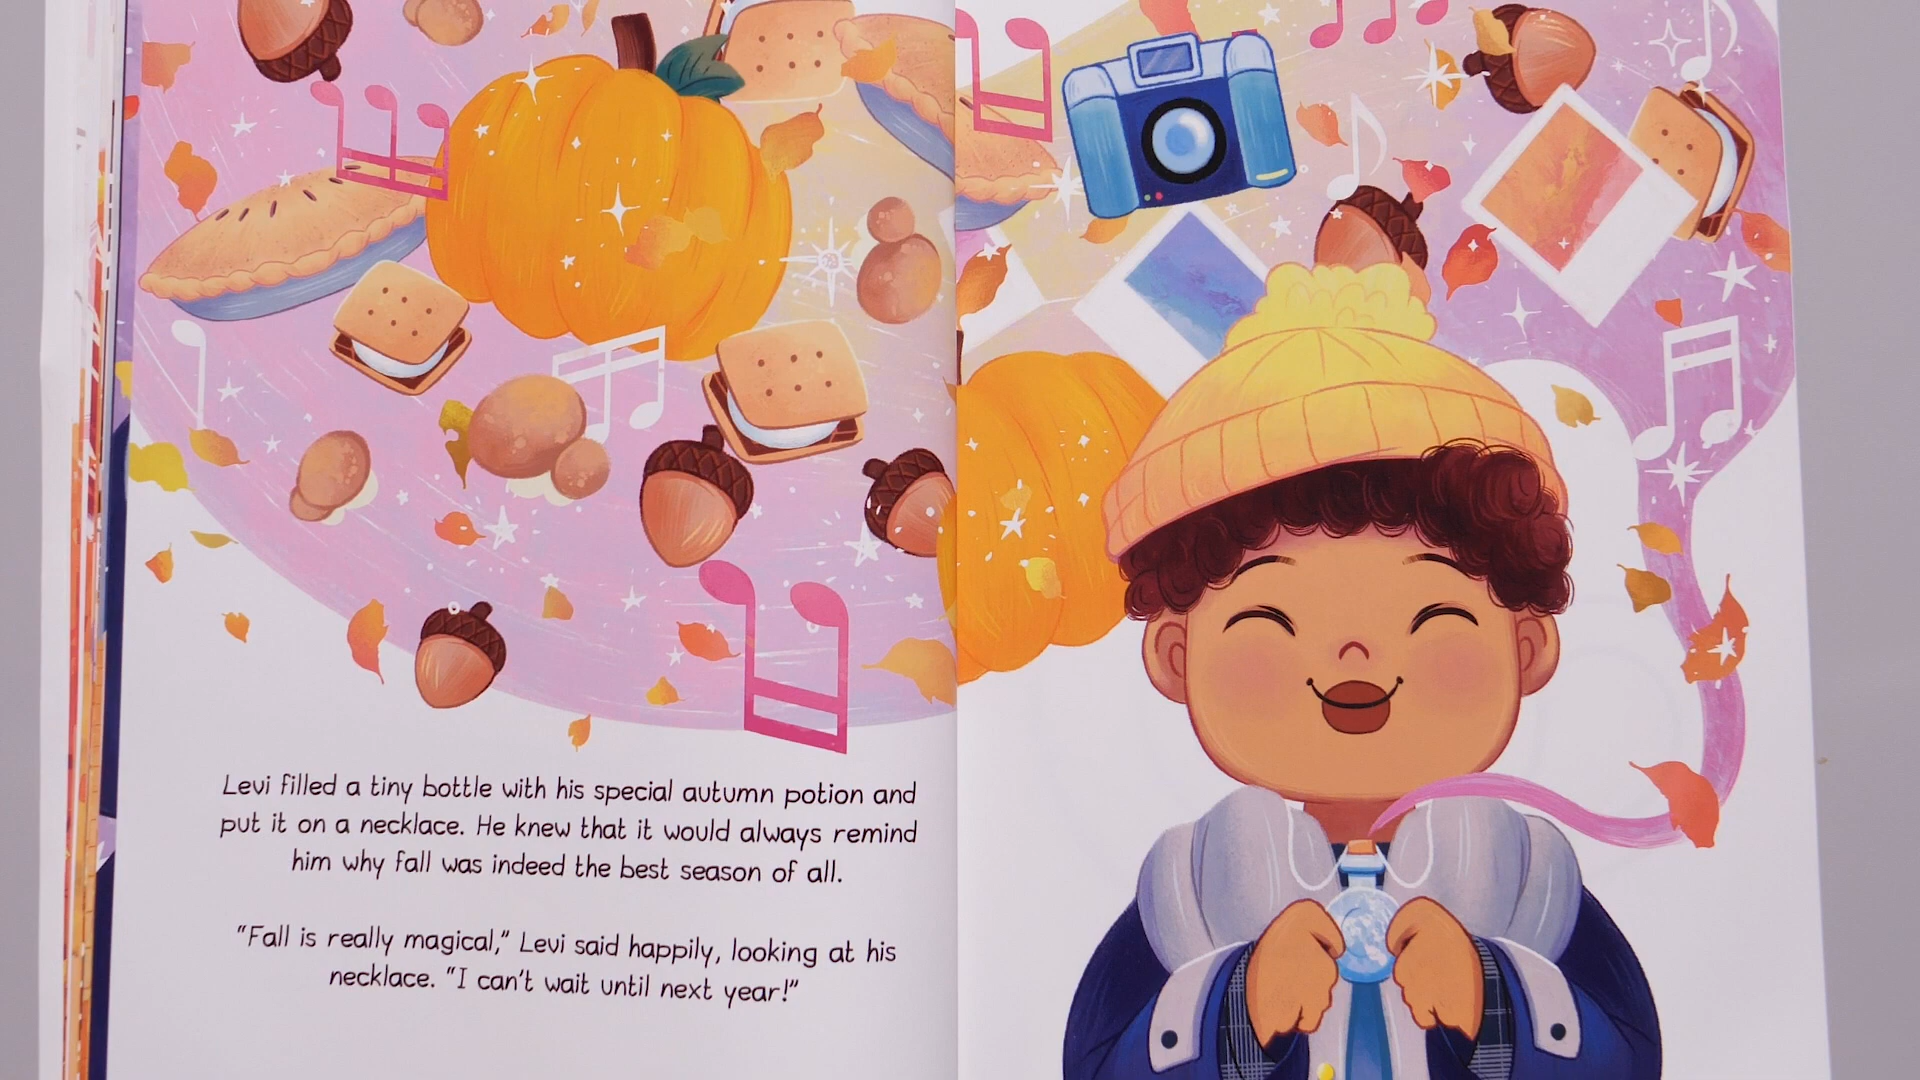 Levi filled a tiny bottle with his special autumn potion and
put it on a necklace. He knew that it would always remind
him why fall was indeed the best season of all.
"Fall is really magical," Levi said happily, looking at his
necklace. "I can't wait until next year!"